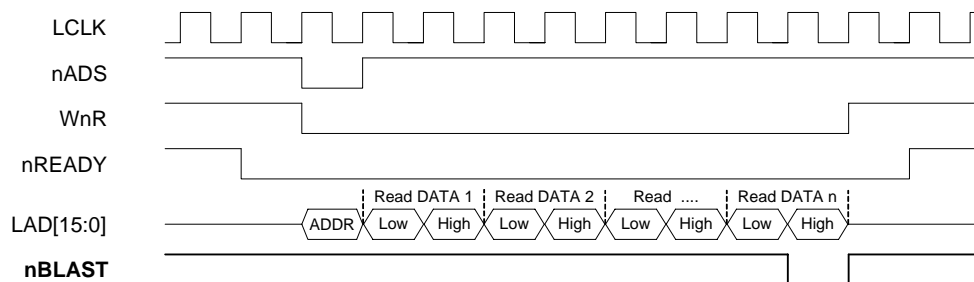 LCLK
nADS
WnR
nREADY
Read DATA 1 Read DATA 2 Read .... Read DATA n
LAD[15:0] ADDR Low High Low High Low High Low High
nBLAST